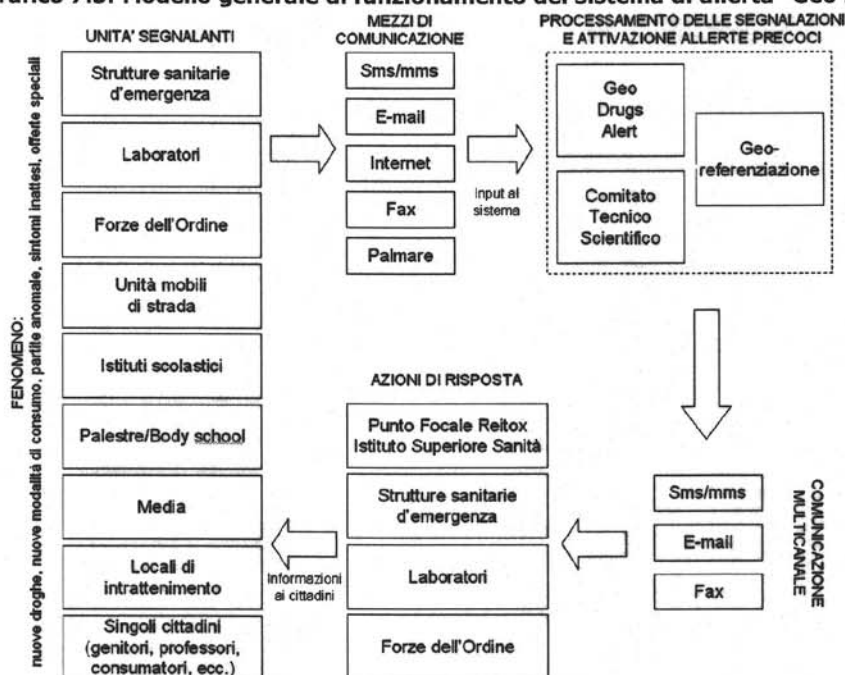 Modello generale di funzionamento del sistema di allerta "Geo
UNITA' SEGNALANTI
MEZZI DI
COMUNICAZIONE
PROCESSAMENTO DELLE SEGNALAZIONI
E ATTIVAZIONE ALLERTE PRECOCI
FENOMENO:
nuove droghe, nuove modalità di consumo, partite anomale, sintomi inattesi, offerte speciali
Strutture sanitarie
d'emergenza
Laboratori
Forze dell'Ordine
Unità mobili
di strada
Istituti scolastici
Palestre/Body school
Media
Locali di
intrattenimento
Singoli cittadini
(genitori, professori,
consumatori, ecc.)
Sms/mms
E-mail
Internet
Fax
Palmare
Input al
sistema
Geo
Drugs
Alert
Comitato
Tecnico
Scientifico
Geo-
referenziazione
COMUNICAZIONE
MULTICANALE
Sms/mms
E-mail
Fax
AZIONI DI RISPOSTA
Punto Focale Reitox
Istituto Superiore Sanità
Strutture sanitarie
d'emergenza
Laboratori
Forze dell'Ordine
Informazioni
ai cittadini